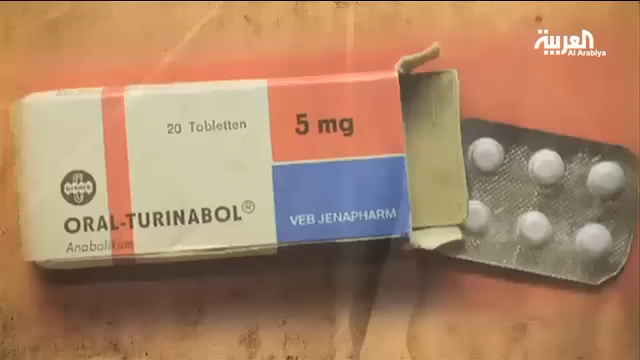 العربية
Al Arabiya
20 Tabletten
5 mg
ORAL-TURINABOL®
VEB JENAPHARM
Anabolikum